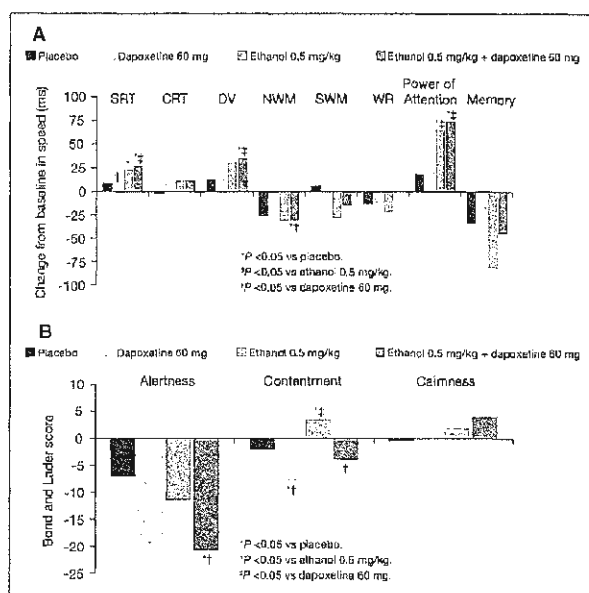 A
Placebo Dapoxetine 60 mg Ethanol 0.5 mg/kg Ethanol 0.5 mg/kg + dapoxetine 60 mg
SRT CRT DV NWM SWM WR Power of Attention Memory
Change from baseline in speed (ms)
100
75
50
25
0
-25
-50
-75
-100
*P <0.05 vs placebo.
†P <0.05 vs ethanol 0.5 mg/kg.
‡P <0.05 vs dapoxetine 60 mg.
B
Placebo Dapoxetine 60 mg Ethanol 0.5 mg/kg Ethanol 0.5 mg/kg + dapoxetine 60 mg
Alertness Contentment Calmness
Bond and Lader score
10
5
0
-5
-10
-15
-20
-25
*P <0.05 vs placebo.
†P <0.05 vs ethanol 0.5 mg/kg.
‡P <0.05 vs dapoxetine 60 mg.